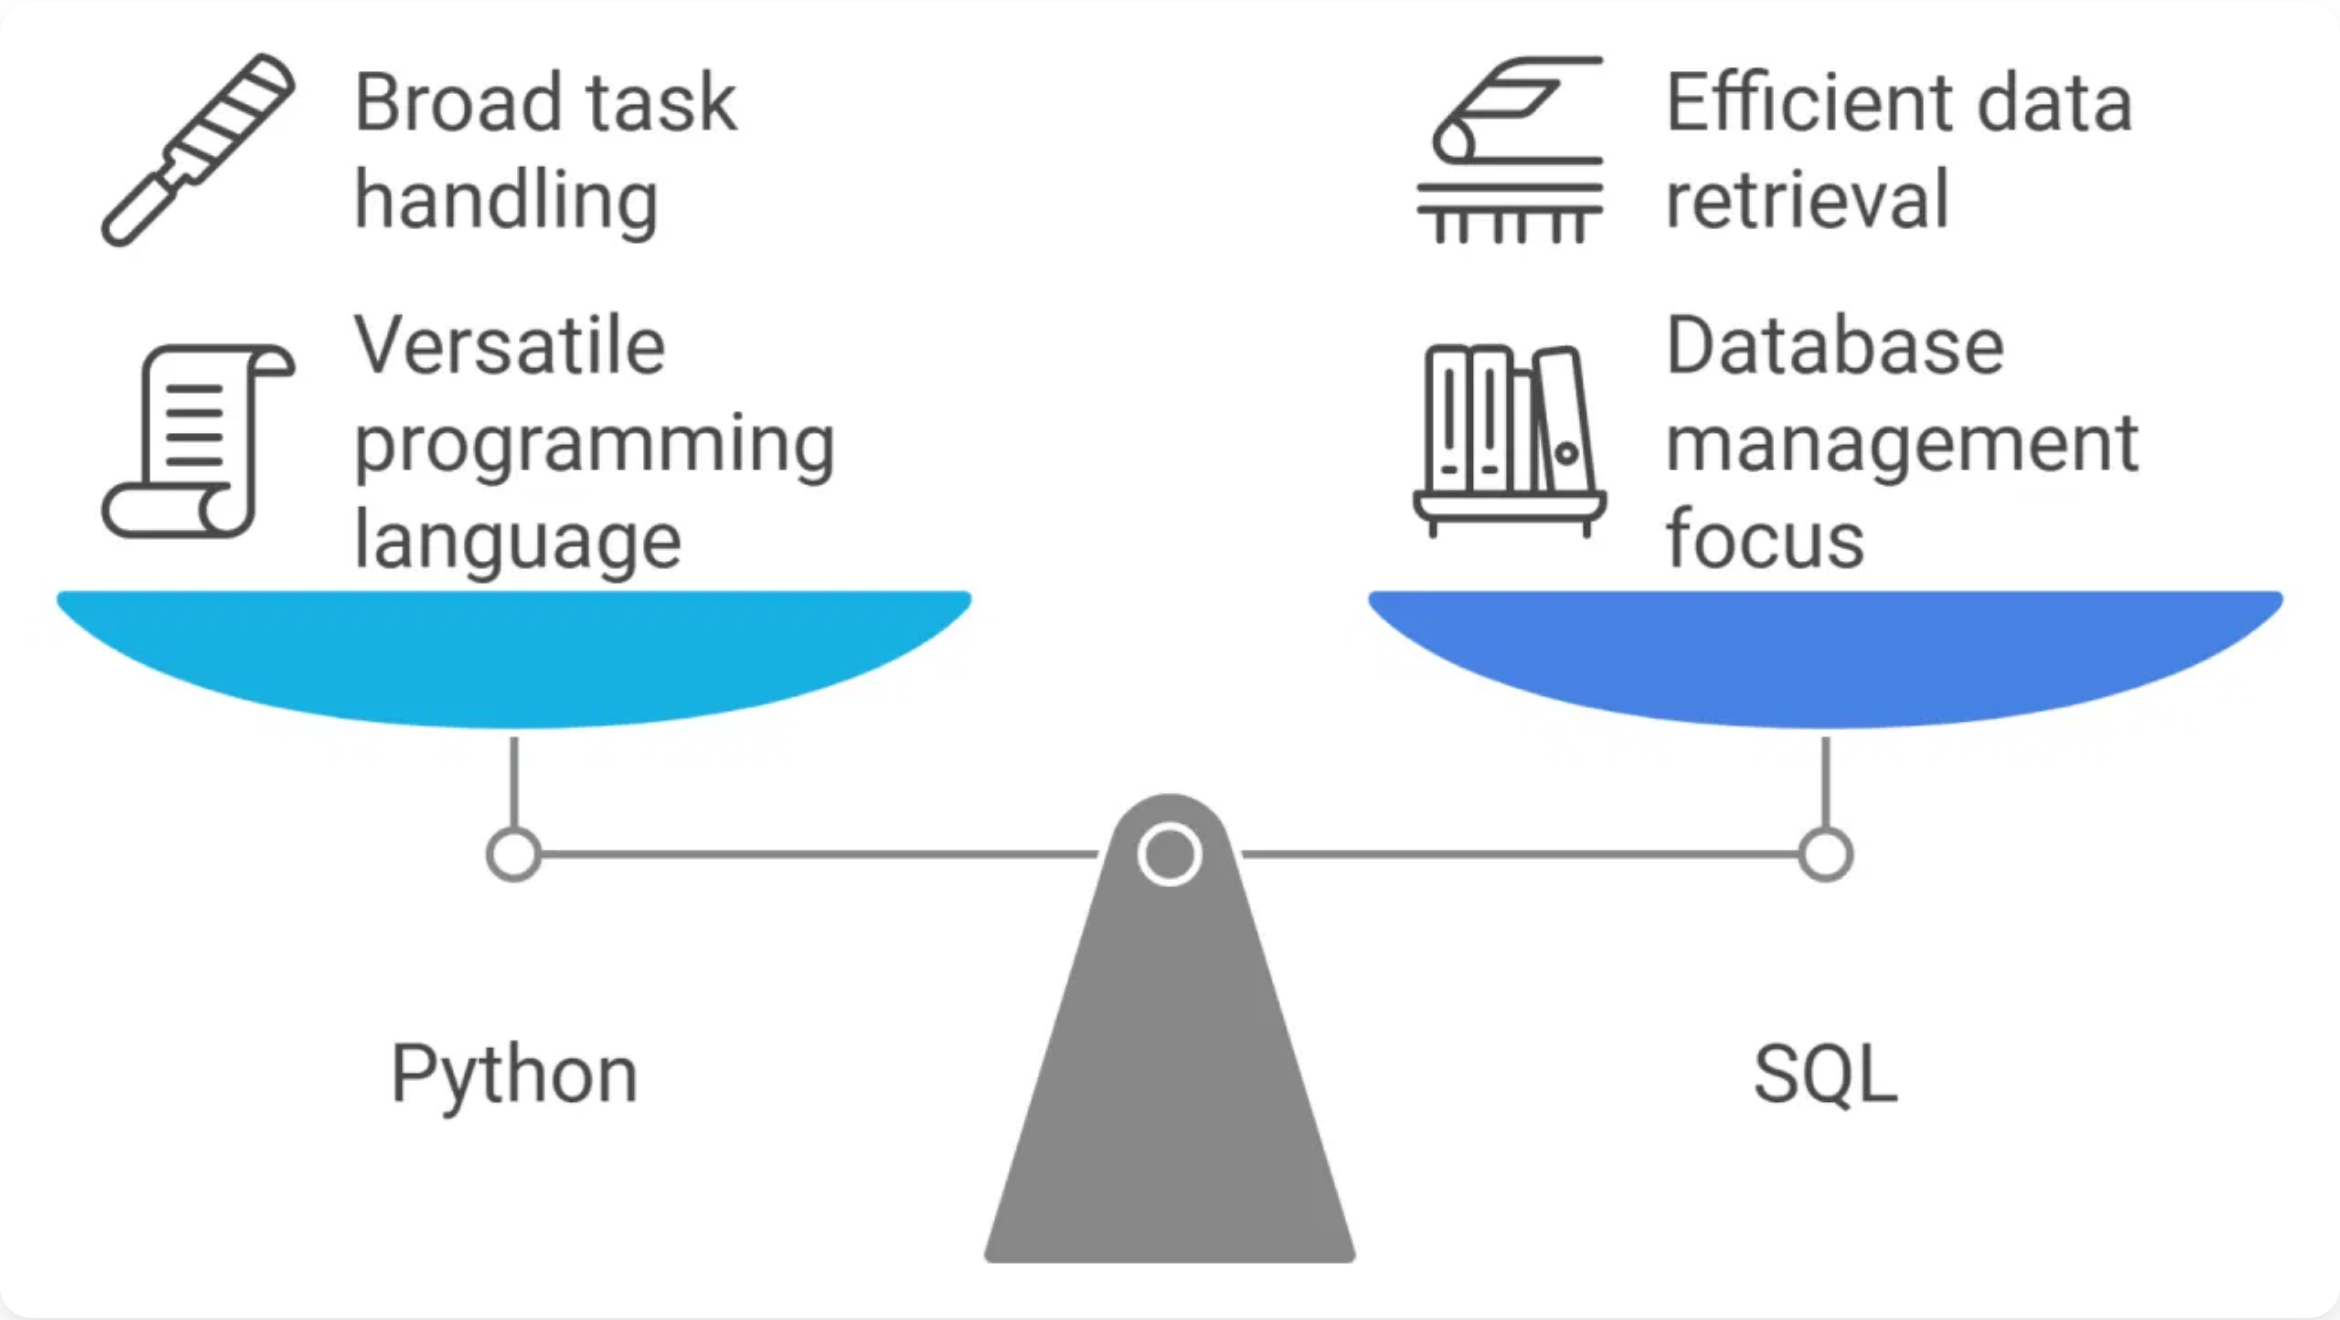 Broad task
handling
Versatile
programming
language
Efficient data
retrieval
Database
management
focus
Python
SQL